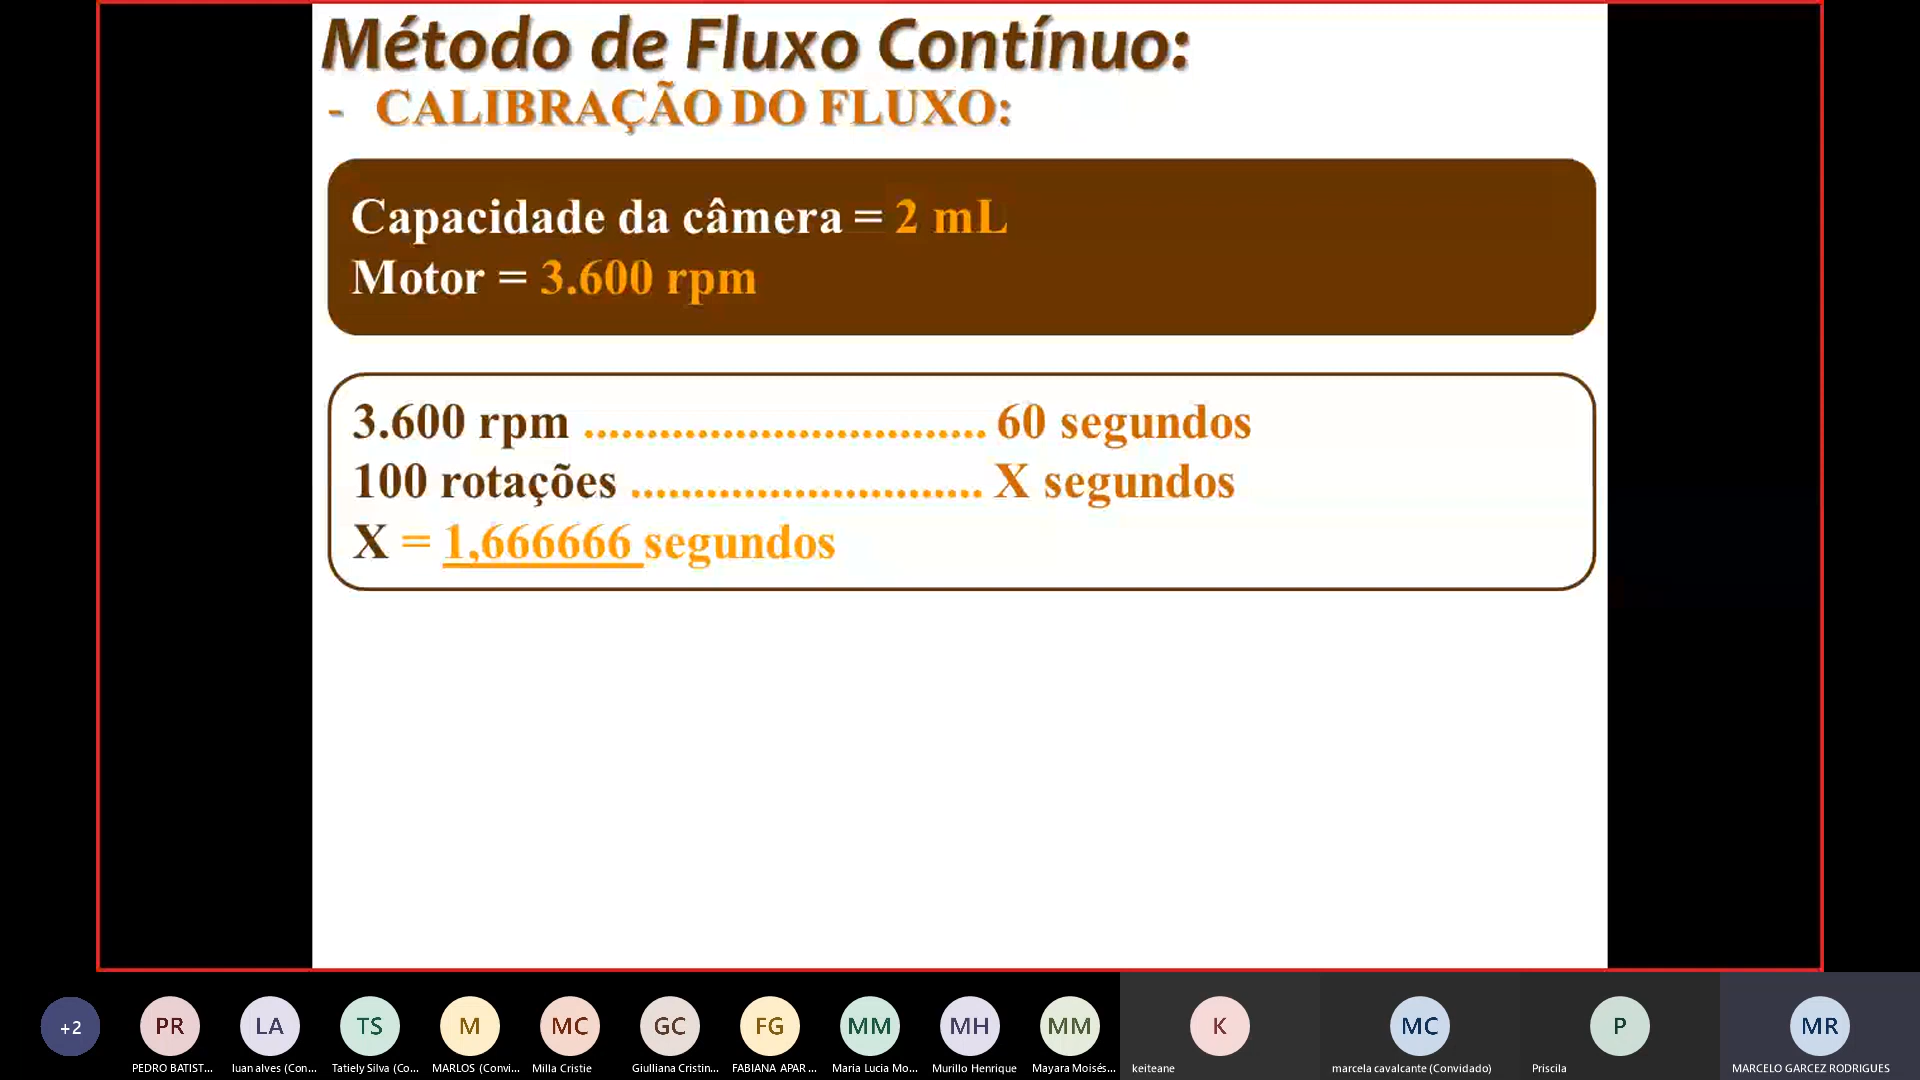 Método de Fluxo Contínuo:
- CALIBRAÇÃO DO FLUXO:
Capacidade da câmera = 2 mL
Motor = 3.600 rpm
3.600 rpm ................................ 60 segundos
100 rotações ............................ X segundos
X = 1,666666 segundos
+2 PR LA TS M MC GC FG MM MH MM K MC P MR
PEDRO BATIST... luan alves (Con... Tatiely Silva (Co... MARLOS (Convi... Milla Cristie Giulliana Cristin... FABIANA APAR ... Maria Lucia Mo... Murillo Henrique Mayara Moisés... keiteane marcela cavalcante (Convidado) Priscila MARCELO GARCEZ RODRIGUES